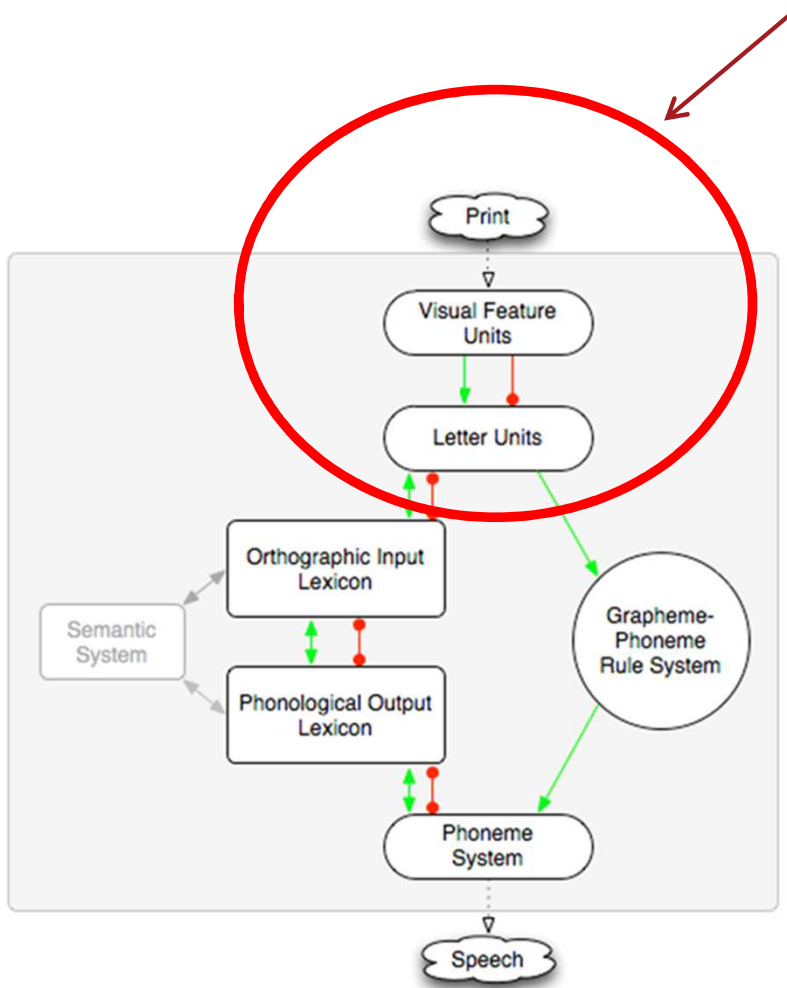 Print
Visual Feature
Units
Letter Units
Orthographic Input
Lexicon
Semantic
System
Grapheme-
Phoneme
Rule System
Phonological Output
Lexicon
Phoneme
System
Speech